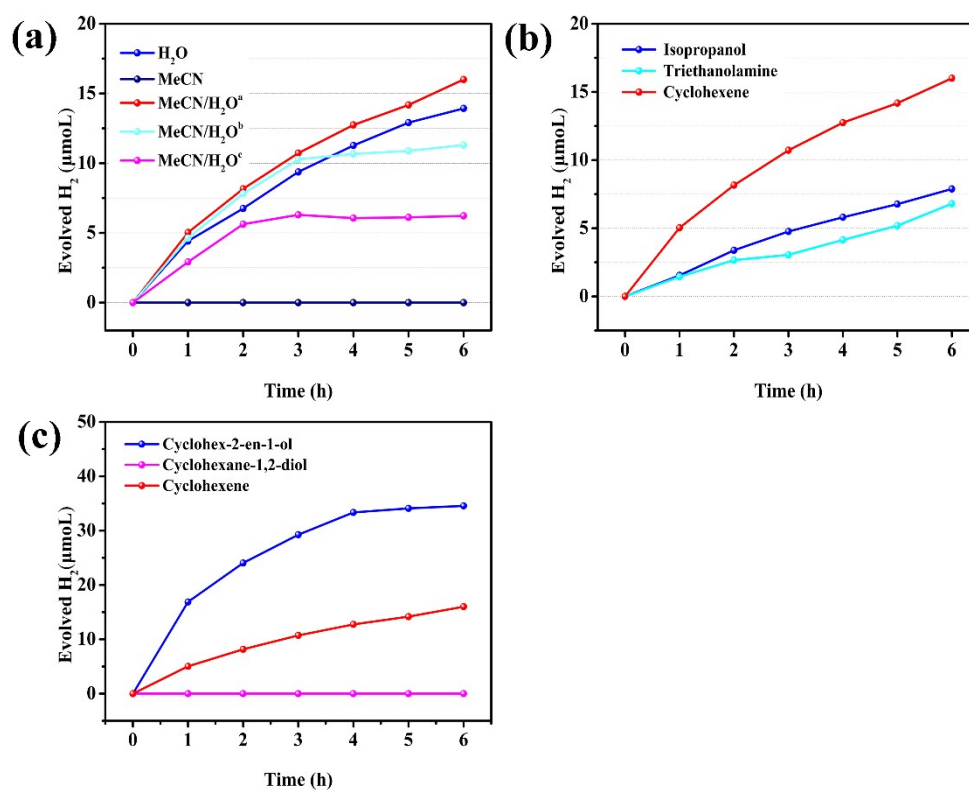 (a)
H₂O
MeCN
MeCN/H₂Oᵃ
MeCN/H₂Oᵇ
MeCN/H₂Oᶜ
Evolved H₂ (μmoL)
20
15
10
5
0
0 1 2 3 4 5 6
Time (h)
(b)
Isopropanol
Triethanolamine
Cyclohexene
Evolved H₂ (μmoL)
20
15
10
5
0
0 1 2 3 4 5 6
Time (h)
(c)
Cyclohex-2-en-1-ol
Cyclohexane-1,2-diol
Cyclohexene
Evolved H₂(μmoL)
50
40
30
20
10
0
0 1 2 3 4 5 6
Time (h)